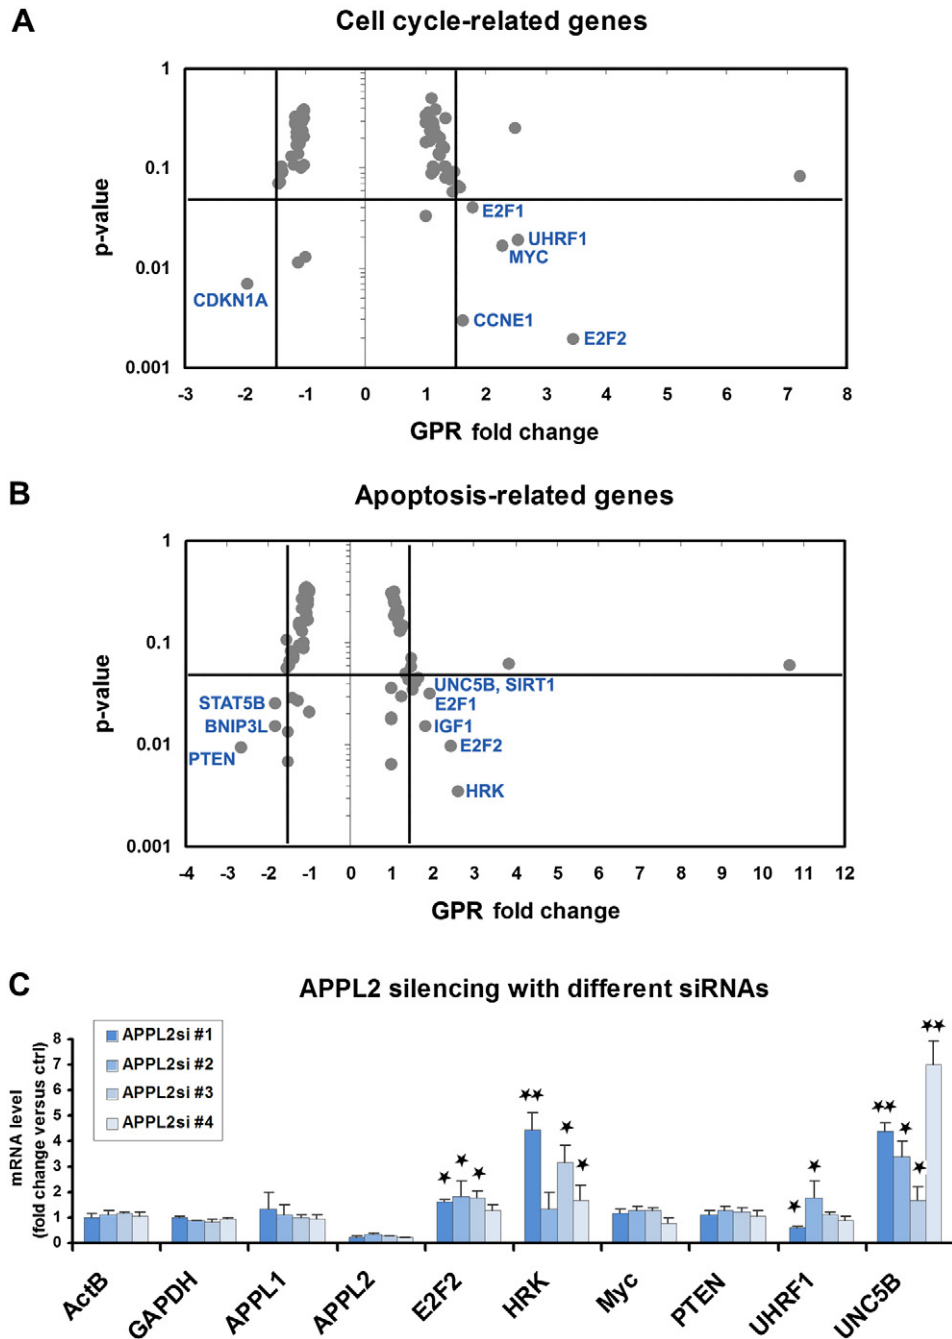 A
Cell cycle-related genes
p-value
1
0.1
0.01
0.001
E2F1
UHRF1
MYC
CDKN1A
CCNE1
E2F2
-3 -2 -1 0 1 2 3 4 5 6 7 8
GPR fold change
B
Apoptosis-related genes
p-value
1
0.1
0.01
0.001
UNC5B, SIRT1
STAT5B
E2F1
BNIP3L
IGF1
E2F2
PTEN
HRK
-4 -3 -2 -1 0 1 2 3 4 5 6 7 8 9 10 11 12
GPR fold change
C
APPL2 silencing with different siRNAs
mRNA level
(fold change versus ctrl)
8
7
6
5
4
3
2
1
0
APPL2si #1
APPL2si #2
APPL2si #3
APPL2si #4
ActB
GAPDH
APPL1
APPL2
E2F2
HRK
Myc
PTEN
UHRF1
UNC5B